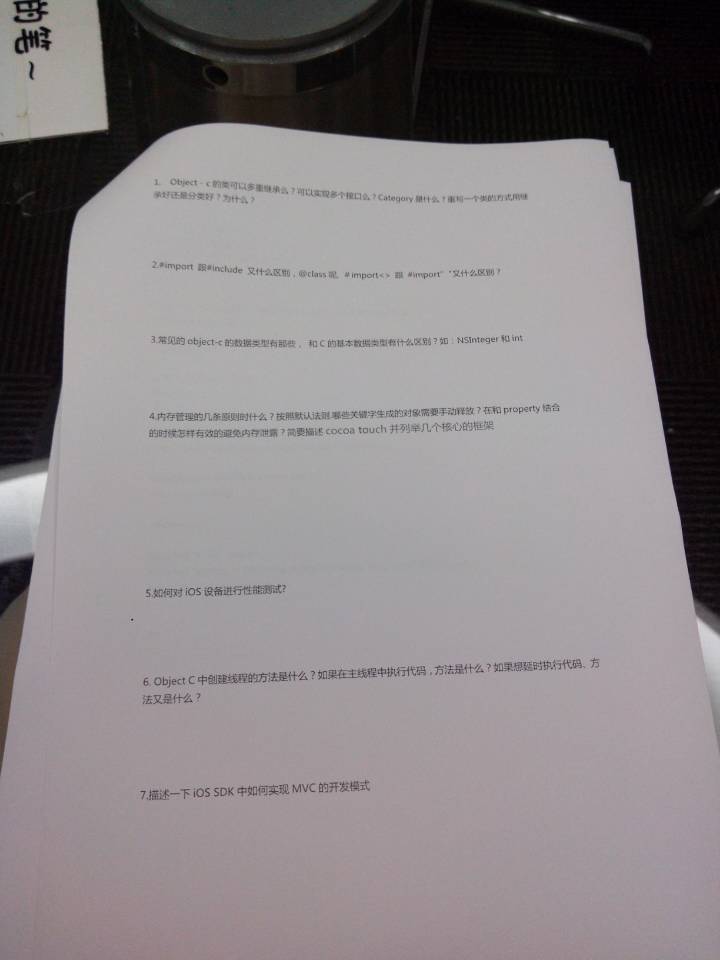 的笔~
1. Object - c 的类可以多重继承么？可以实现多个接口么？Category 是什么？重写一个类的方式用继
承好还是分类好？为什么？
2.#import 跟#include 又什么区别，@class 呢, ＃import<> 跟 #import" "又什么区别？
3.常见的 object-c 的数据类型有那些， 和 C 的基本数据类型有什么区别？如：NSInteger 和 int
4.内存管理的几条原则时什么？按照默认法则.哪些关键字生成的对象需要手动释放？在和 property 结合
的时候怎样有效的避免内存泄露？简要描述 cocoa touch 并列举几个核心的框架
5.如何对 iOS 设备进行性能测试?
6. Object C 中创建线程的方法是什么？如果在主线程中执行代码，方法是什么？如果想延时执行代码、方
法又是什么？
7.描述一下 iOS SDK 中如何实现 MVC 的开发模式